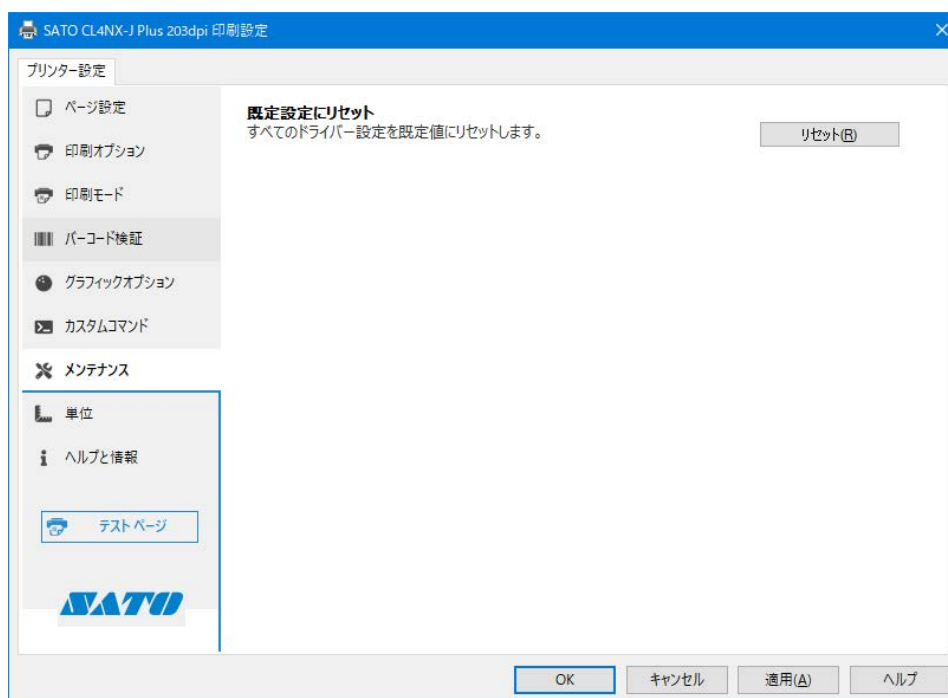 SATO CL4NX-J Plus 203dpi 印刷設定
プリンター設定
ページ設定
印刷オプション
印刷モード
バーコード検証
グラフィックオプション
カスタムコマンド
メンテナンス
単位
ヘルプと情報
テスト ページ
SATO
既定設定にリセット
すべてのドライバー設定を既定値にリセットします。
リセット(R)
OK
キャンセル
適用(A)
ヘルプ